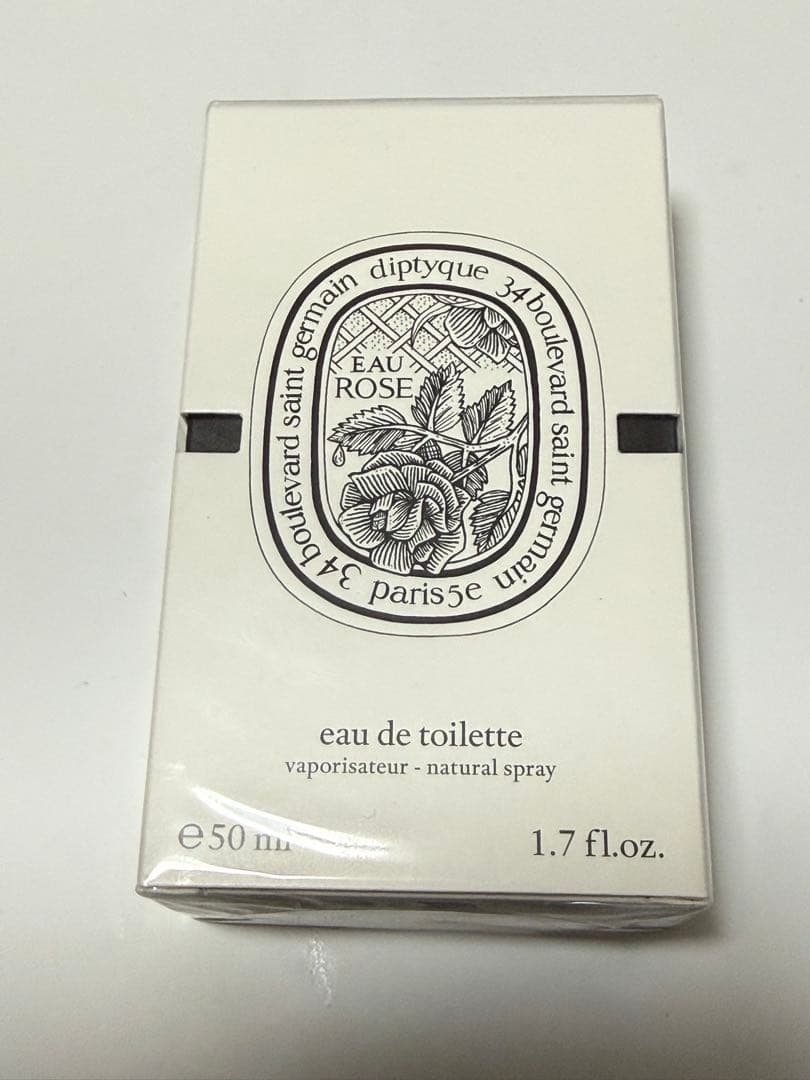 diptyque 34 boulevard saint germain paris5e 34 boulevard saint germain
EAU
ROSE
eau de toilette
vaporisateur - natural spray
℮50 ml
1.7 fl.oz.